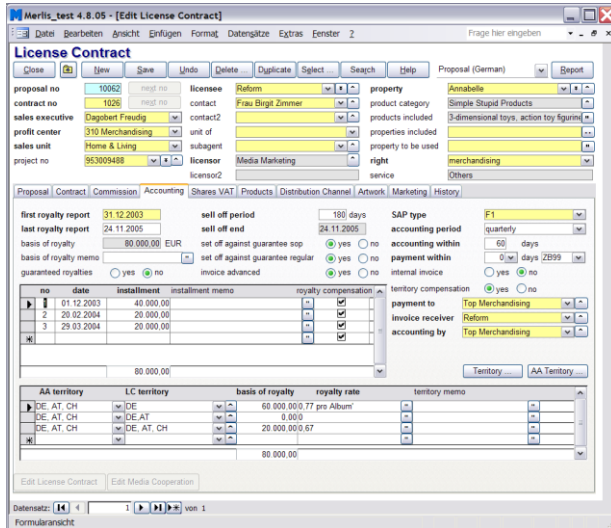 Merlis_test 4.8.05 - [Edit License Contract]
Datei Bearbeiten Ansicht Einfügen Format Datensätze Extras Fenster ? Frage hier eingeben
License Contract
Close New Save Undo Delete ... Duplicate Select ... Search Help Proposal (German) Report
proposal no 10062 next no licensee Reform property Annabelle
contract no 1026 next no contact Frau Birgit Zimmer product category Simple Stupid Products
sales executive Dagobert Freudig contact2 products included 3-dimensional toys, action toy figurine
profit center 310 Merchandising unit of properties included
sales unit Home & Living subagent property to be used
project no 953009488 licensor Media Marketing right merchandising
licensor2 service Others
Proposal Contract Commission Accounting Shares VAT Products Distribution Channel Artwork Marketing History
first royalty report 31.12.2003 sell off period 180 days SAP type F1
last royalty report 24.11.2005 sell off end 24.11.2005 accounting period quarterly
basis of royalty 80.000,00 EUR set off against guarantee sop yes no accounting within 60 days
basis of royalty memo set off against guarantee regular yes no payment within 0 days ZB99
guaranteed royalties yes no invoice advanced yes no internal invoice yes no
no date installment installment memo royalty compensation territory compensation yes no
1 01.12.2003 40 000,00 payment to Top Merchandising
2 20.02.2004 20.000,00 invoice receiver Reform
3 29.03.2004 20.000,00 accounting by Top Merchandising
80 000,00 Territory ... AA Territory ...
AA territory LC territory basis of royalty royalty rate territory memo
DE, AT, CH DE 60 000,00 0,77 pro Album'
DE, AT, CH DE,AT 0,00
DE, AT, CH DE, AT, CH 20 000,00 0,67
80.000,00
Edit License Contract Edit Media Cooperation
Datensatz: 1 von 1
Formularansicht